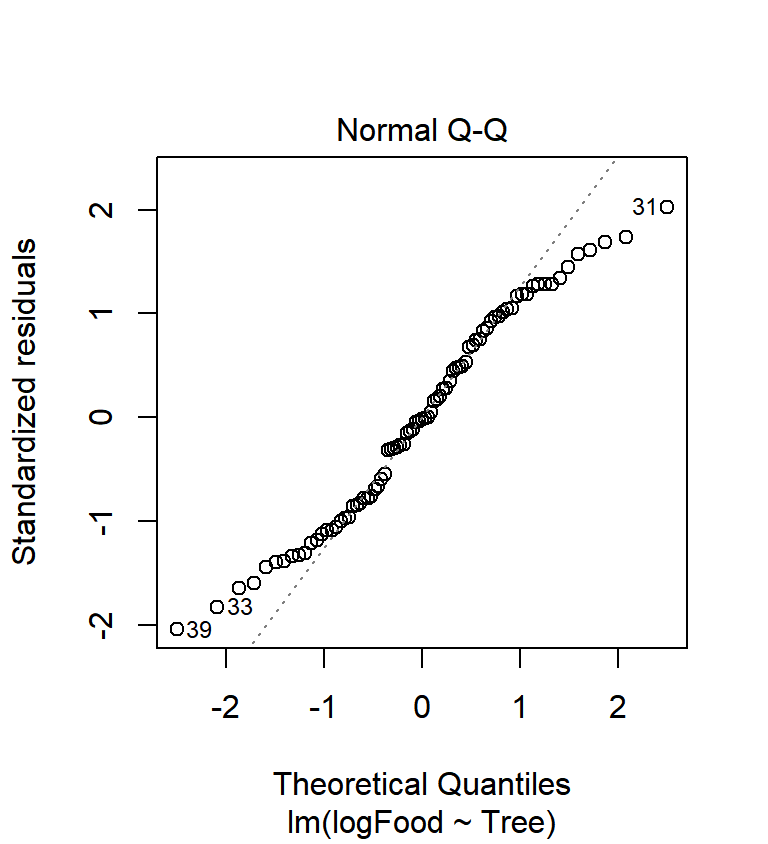 Normal Q-Q
Standardized residuals
2
1
0
-1
-2
31
33
39
-2 -1 0 1 2
Theoretical Quantiles
lm(logFood ~ Tree)